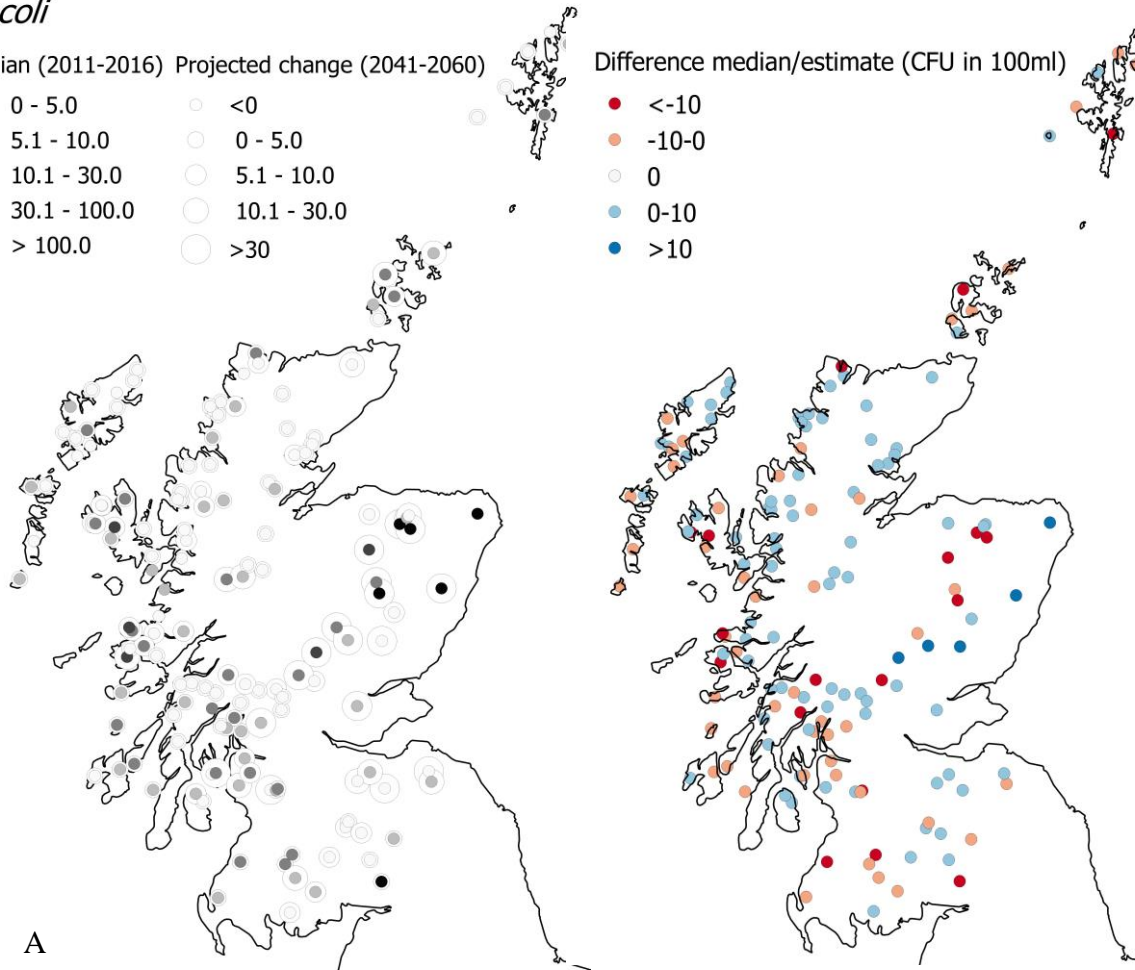 coli
ian (2011-2016) Projected change (2041-2060)
0 - 5.0 <0
5.1 - 10.0 0 - 5.0
10.1 - 30.0 5.1 - 10.0
30.1 - 100.0 10.1 - 30.0
> 100.0 >30
Difference median/estimate (CFU in 100ml)
<-10
-10-0
0
0-10
>10
A